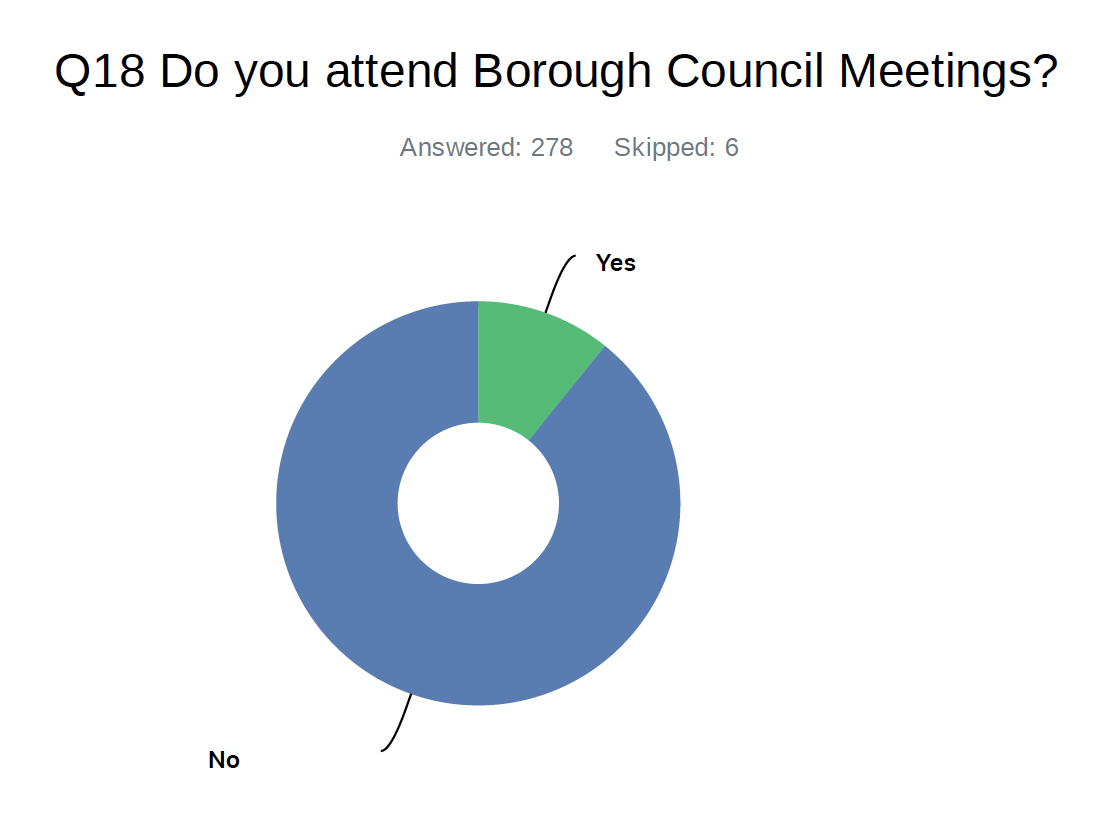 Q18 Do you attend Borough Council Meetings?
Answered: 278 Skipped: 6
Yes
No